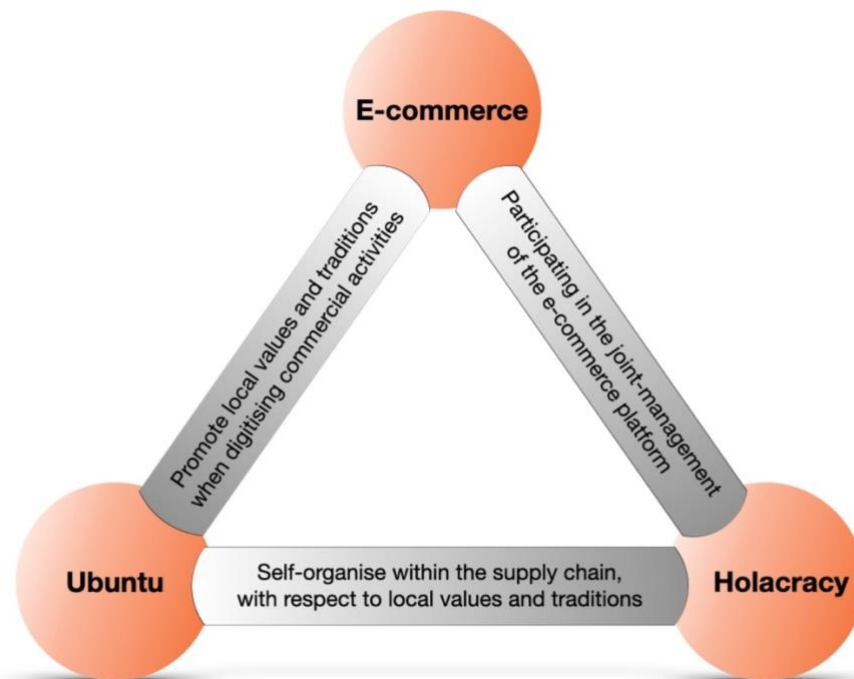 E-commerce
Promote local values and traditions
when digitising commercial activities
Participating in the joint-management
of the e-commerce platform
Ubuntu
Self-organise within the supply chain,
with respect to local values and traditions
Holacracy